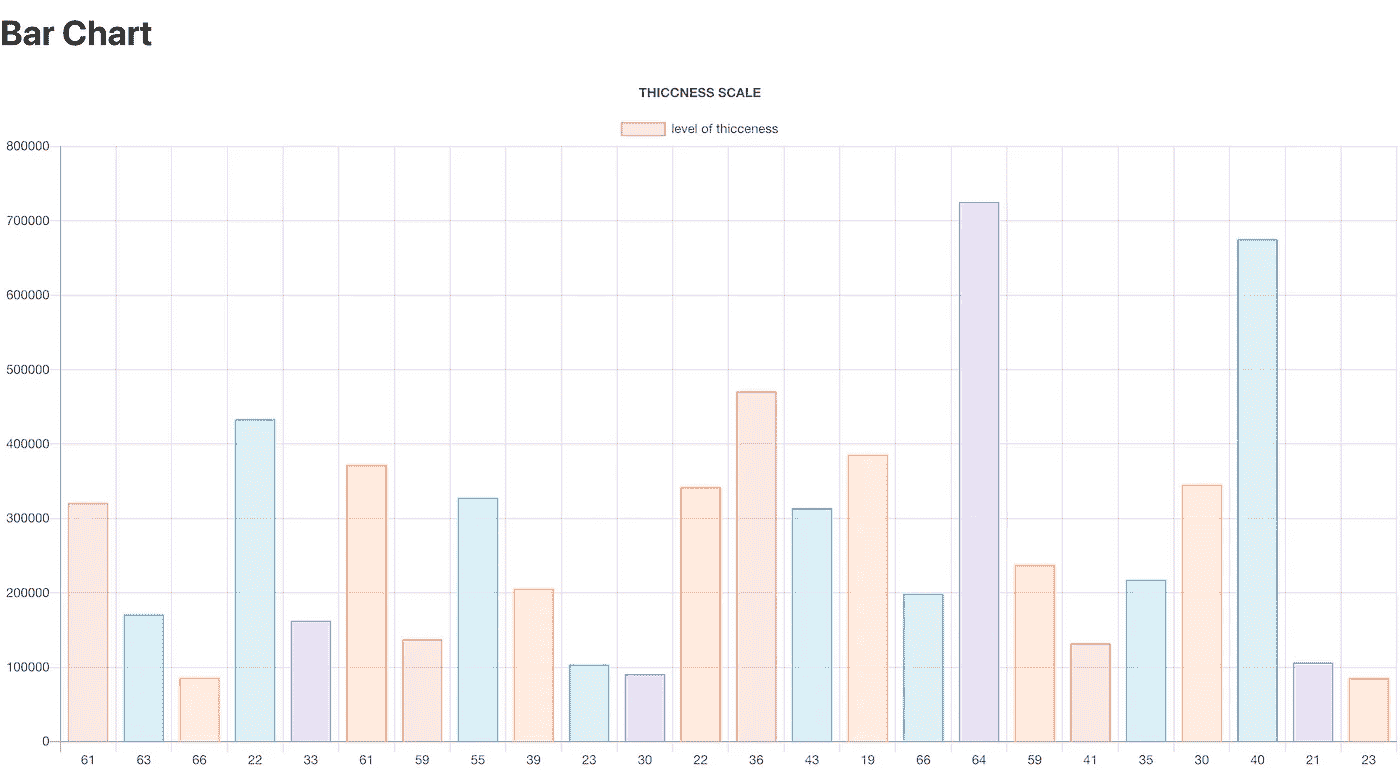 Bar Chart
THICCNESS SCALE
level of thicceness
800000
700000
600000
500000
400000
300000
200000
100000
0
61 63 66 22 33 61 59 55 39 23 30 22 36 43 19 66 64 59 41 35 30 40 21 23